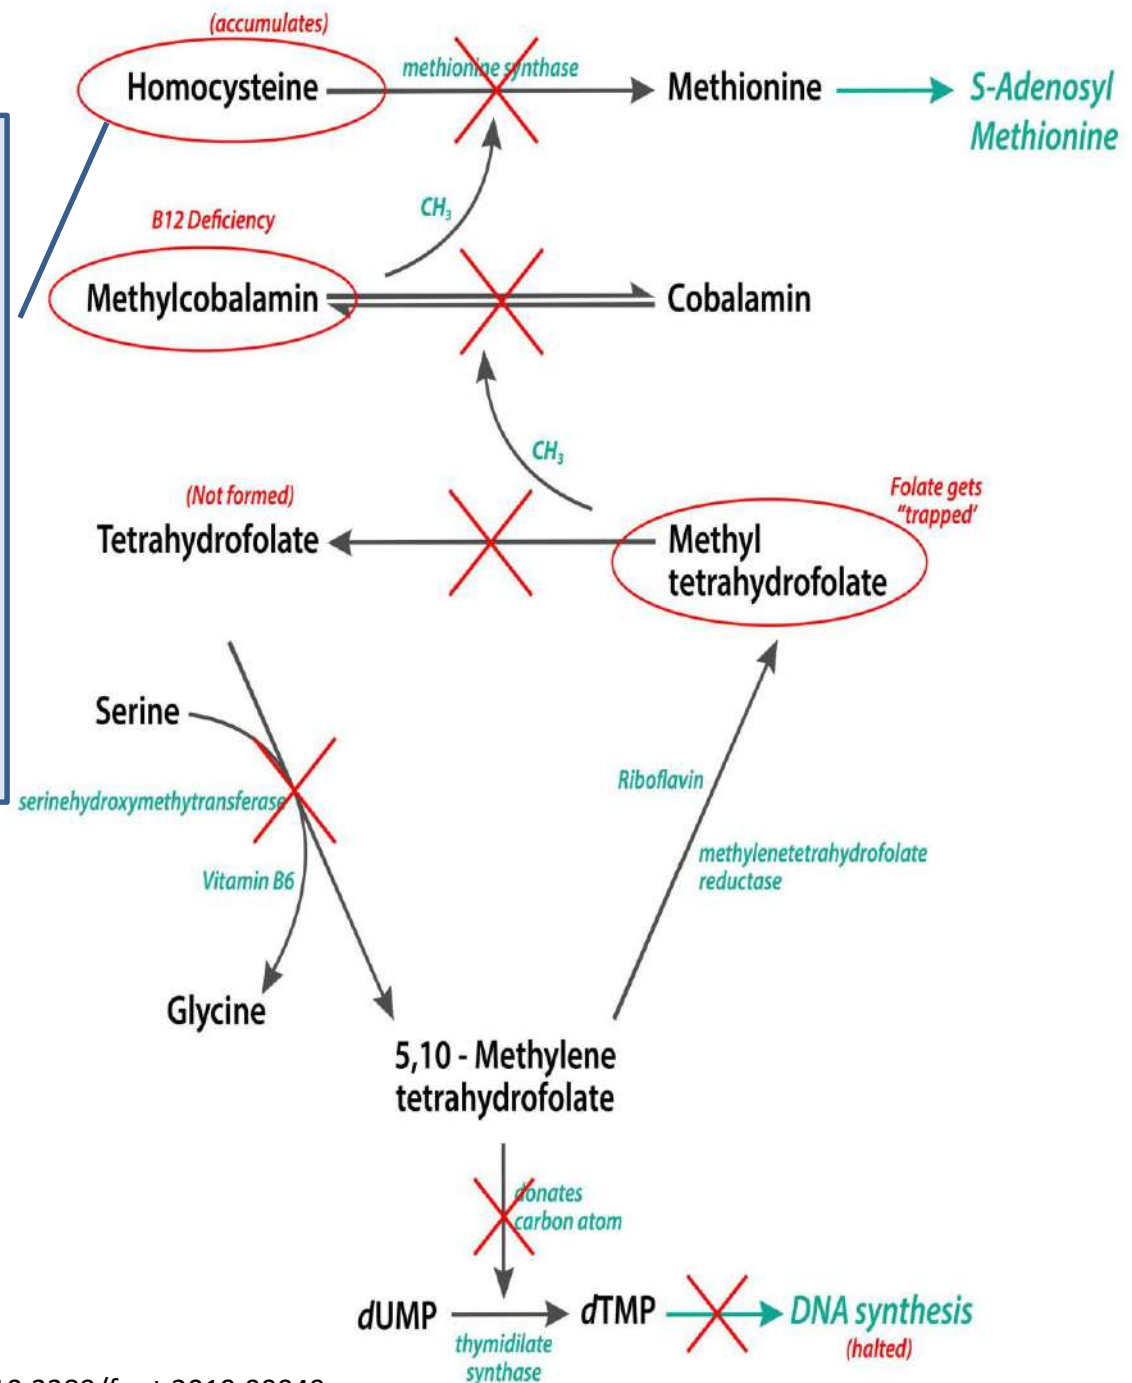 (accumulates)
Homocysteine
methionine synthase
Methionine
S-Adenosyl
Methionine
CH₃
B12 Deficiency
Methylcobalamin
Cobalamin
CH₃
(Not formed)
Tetrahydrofolate
Folate gets
"trapped'
Methyl
tetrahydrofolate
Serine
serinehydroxymethytransferase
Vitamin B6
Glycine
Riboflavin
methylenetetrahydrofolate
reductase
5,10 - Methylene
tetrahydrofolate
donates
carbon atom
dUMP
thymidilate
synthase
dTMP
DNA synthesis
(halted)